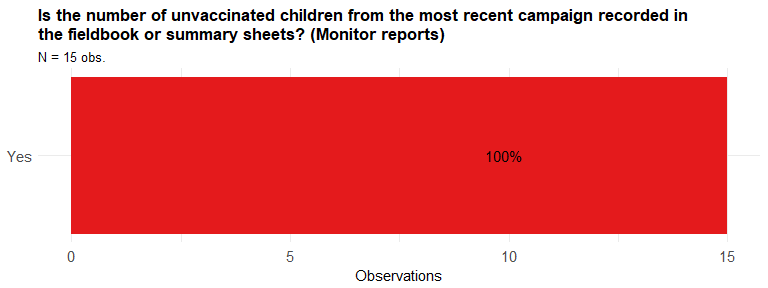 Is the number of unvaccinated children from the most recent campaign recorded in
the fieldbook or summary sheets? (Monitor reports)
N = 15 obs.
Yes
100%
0 5 10 15
Observations